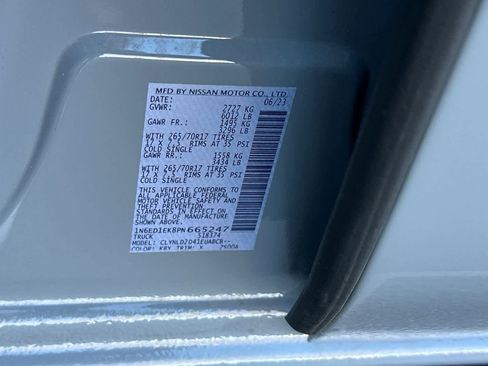 MFD BY NISSAN MOTOR CO., LTD.
DATE: 06/23
GVWR: 2727 KG
6012 LB
GAWR FR.: 1495 KG
3296 LB
WITH 265/70R17 TIRES
17 X 7.5 RIMS AT 35 PSI
COLD SINGLE
GAWR RR.: 1558 KG
3434 LB
WITH 265/70R17 TIRES
17 X 7.5 RIMS AT 35 PSI
COLD SINGLE
THIS VEHICLE CONFORMS TO
ALL APPLICABLE FEDERAL
MOTOR VEHICLE SAFETY
STANDARDS IN EFFECT ON
THE DATE OF MANUFACTURE
SHOWN ABOVE
1N6ED1EK8PN665247
TRUCK 518374
MODEL: CLYNLD2D41EUABCB--
COLOR: KBY TRIM: X